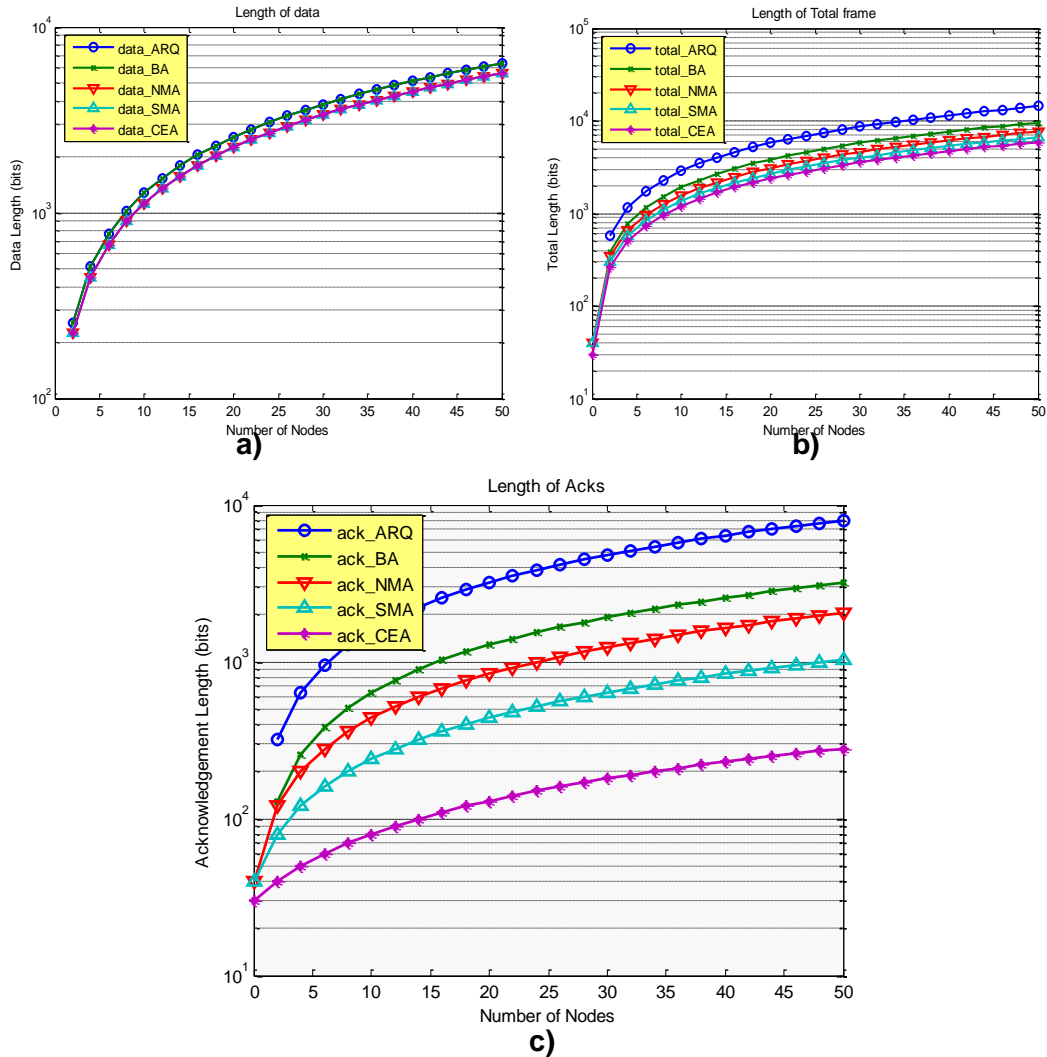 Length of data
10^4
10^3
10^2
Data Length (bits)
data_ARQ
data_BA
data_NMA
data_SMA
data_CEA
0 5 10 15 20 25 30 35 40 45 50
Number of Nodes
a)
Length of Total frame
10^5
10^4
10^3
10^2
10^1
Total Length (bits)
total_ARQ
total_BA
total_NMA
total_SMA
total_CEA
0 5 10 15 20 25 30 35 40 45 50
Number of Nodes
b)
Length of Acks
10^4
10^3
10^2
10^1
Acknowledgement Length (bits)
ack_ARQ
ack_BA
ack_NMA
ack_SMA
ack_CEA
0 5 10 15 20 25 30 35 40 45 50
Number of Nodes
c)